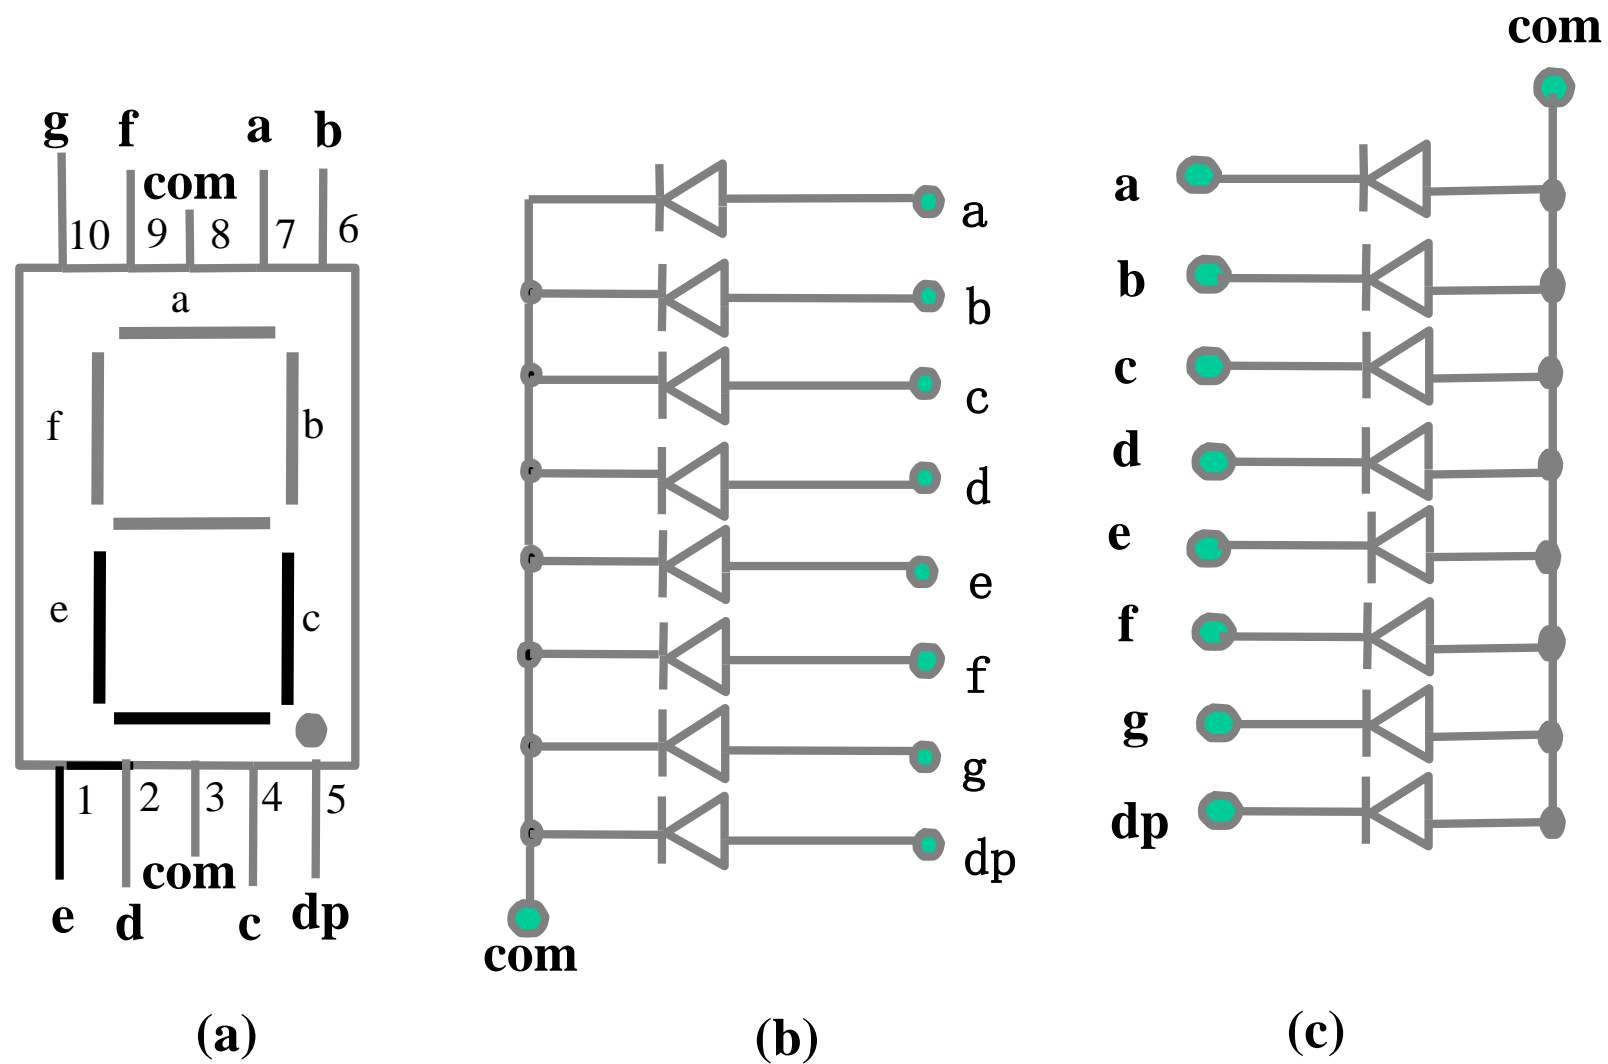 g f a b
com
10 9 8 7 6
a
f b
e c
1 2 3 4 5
com
e d c dp
(a)
a
b
c
d
e
f
g
dp
com
(b)
com
a
b
c
d
e
f
g
dp
(c)